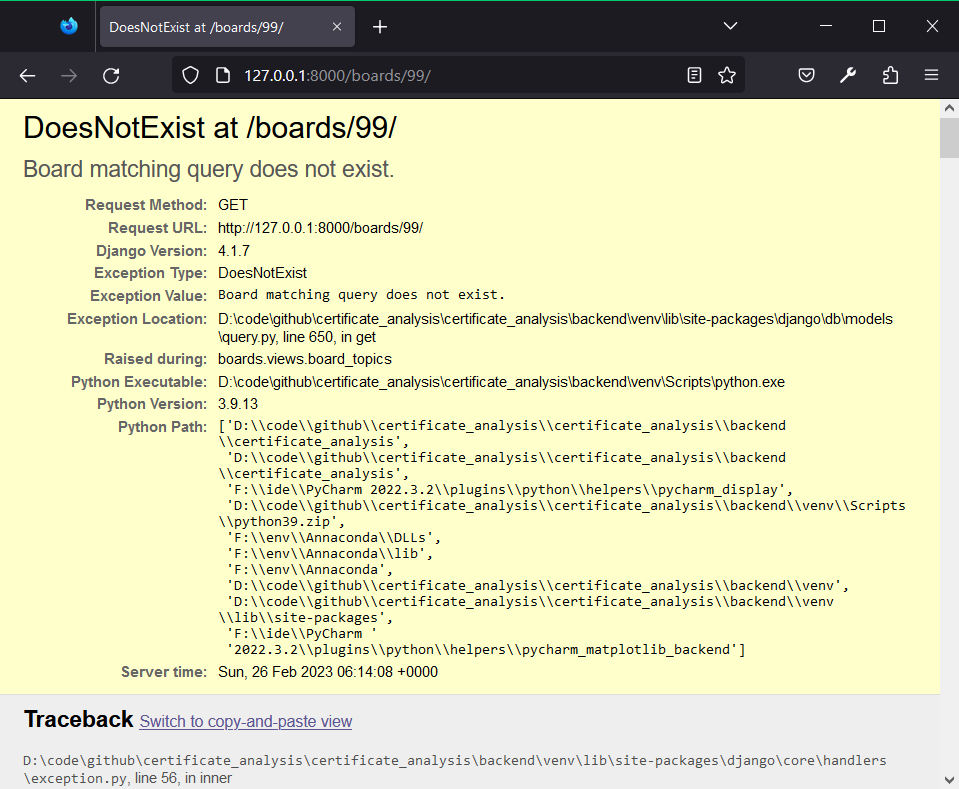 DoesNotExist at /boards/99/
127.0.0.1:8000/boards/99/
DoesNotExist at /boards/99/
Board matching query does not exist.
Request Method: GET
Request URL: http://127.0.0.1:8000/boards/99/
Django Version: 4.1.7
Exception Type: DoesNotExist
Exception Value: Board matching query does not exist.
Exception Location: D:\code\github\certificate_analysis\certificate_analysis\backend\venv\lib\site-packages\django\db\models
\query.py, line 650, in get
Raised during: boards.views.board_topics
Python Executable: D:\code\github\certificate_analysis\certificate_analysis\backend\venv\Scripts\python.exe
Python Version: 3.9.13
Python Path: ['D:\\code\\github\\certificate_analysis\\certificate_analysis\\backend
\\certificate_analysis',
'D:\\code\\github\\certificate_analysis\\certificate_analysis\\backend
\\certificate_analysis',
'F:\\ide\\PyCharm 2022.3.2\\plugins\\python\\helpers\\pycharm_display',
'D:\\code\\github\\certificate_analysis\\certificate_analysis\\backend\\venv\\Scripts
\\python39.zip',
'F:\\env\\Annaconda\\DLLs',
'F:\\env\\Annaconda\\lib',
'F:\\env\\Annaconda',
'D:\\code\\github\\certificate_analysis\\certificate_analysis\\backend\\venv',
'D:\\code\\github\\certificate_analysis\\certificate_analysis\\backend\\venv
\\lib\\site-packages',
'F:\\ide\\PyCharm '
'2022.3.2\\plugins\\python\\helpers\\pycharm_matplotlib_backend']
Server time: Sun, 26 Feb 2023 06:14:08 +0000
Traceback Switch to copy-and-paste view
D:\code\github\certificate_analysis\certificate_analysis\backend\venv\lib\site-packages\django\core\handlers
\exception.py, line 56, in inner